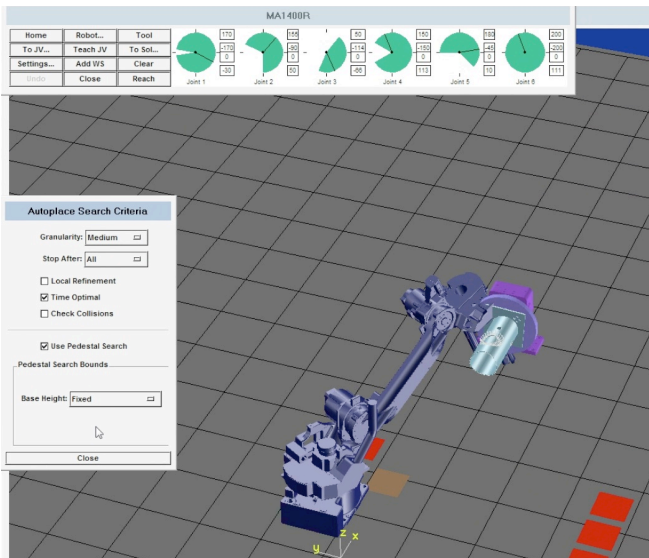 MA1400R
Home Robot... Tool
To JV... Teach JV To Sol...
Settings... Add WS Clear
Undo Close Reach
170
-170
0
-30
Joint 1
155
-90
0
50
Joint 2
50
-114
0
-66
Joint 3
150
-150
0
113
Joint 4
180
-45
0
10
Joint 5
200
-200
0
111
Joint 6
Autoplace Search Criteria
Granularity: Medium
Stop After: All
Local Refinement
Time Optimal
Check Collisions
Use Pedestal Search
Pedestal Search Bounds
Base Height: Fixed
Close
z x
y